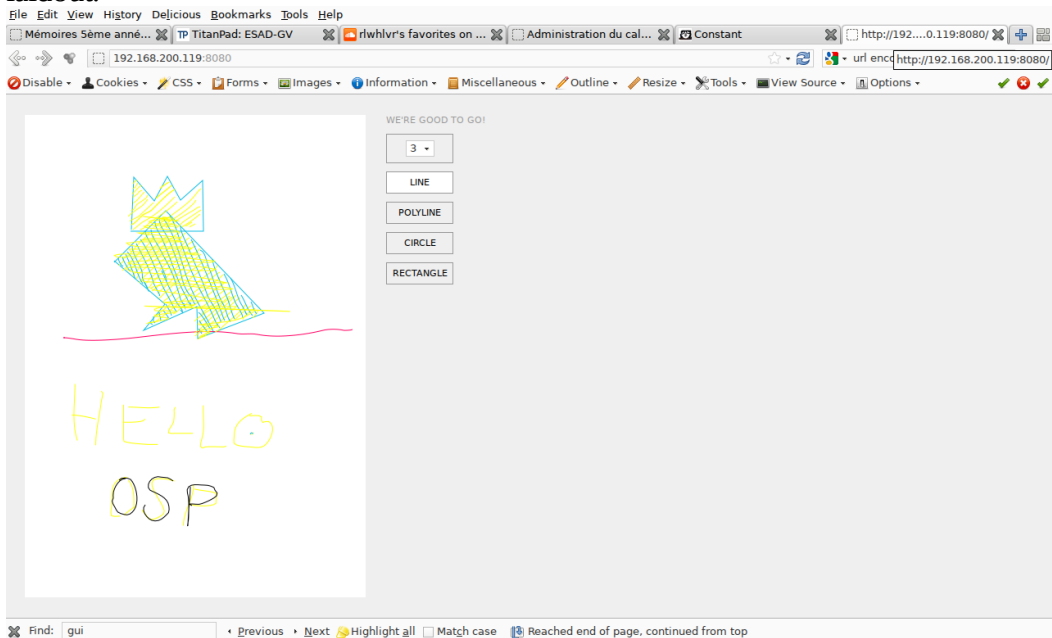 File Edit View History Delicious Bookmarks Tools Help
Mémoires 5ème anné... TP TitanPad: ESAD-GV rlwhlvr's favorites on ... Administration du cal... Constant http://192....0.119:8080/
192.168.200.119:8080 url enco http://192.168.200.119:8080/
Disable Cookies CSS Forms Images Information Miscellaneous Outline Resize Tools View Source Options
WE'RE GOOD TO GO!
3
LINE
POLYLINE
CIRCLE
RECTANGLE
HELLO
OSP
Find: gui Previous Next Highlight all Match case Reached end of page, continued from top